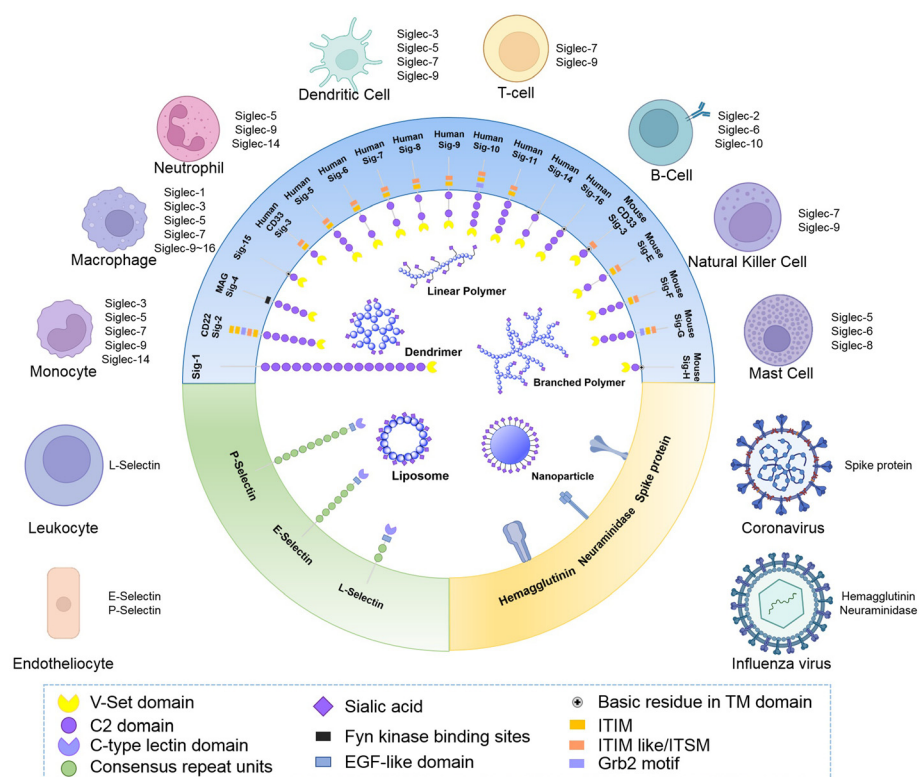 Siglec-3
Siglec-5
Siglec-7
Siglec-9
Dendritic Cell
Siglec-7
Siglec-9
T-cell
Siglec-5
Siglec-9
Siglec-14
Neutrophil
Siglec-2
Siglec-6
Siglec-10
B-Cell
Siglec-1
Siglec-3
Siglec-5
Siglec-7
Siglec-9~16
Macrophage
Siglec-7
Siglec-9
Natural Killer Cell
Siglec-3
Siglec-5
Siglec-7
Siglec-9
Siglec-14
Monocyte
Siglec-5
Siglec-6
Siglec-8
Mast Cell
Sig-1
CD22
Sig-2
MAG
Sig-4
Sig-15
Human
CD33
Sig-3
Human
Sig-5
Human
Sig-6
Human
Sig-7
Human
Sig-8
Human
Sig-9
Human
Sig-10
Human
Sig-11
Human
Sig-14
Human
Sig-16
Mouse
CD33
Sig-3
Mouse
Sig-E
Mouse
Sig-F
Mouse
Sig-G
Mouse
Sig-H
Linear Polymer
Dendrimer
Branched Polymer
Liposome
Nanoparticle
P-Selectin
E-Selectin
L-Selectin
Hemagglutinin
Neuraminidase
Spike protein
L-Selectin
Leukocyte
Spike protein
Coronavirus
E-Selectin
P-Selectin
Endotheliocyte
Hemagglutinin
Neuraminidase
Influenza virus
V-Set domain
C2 domain
C-type lectin domain
Consensus repeat units
Sialic acid
Fyn kinase binding sites
EGF-like domain
Basic residue in TM domain
ITIM
ITIM like/ITSM
Grb2 motif